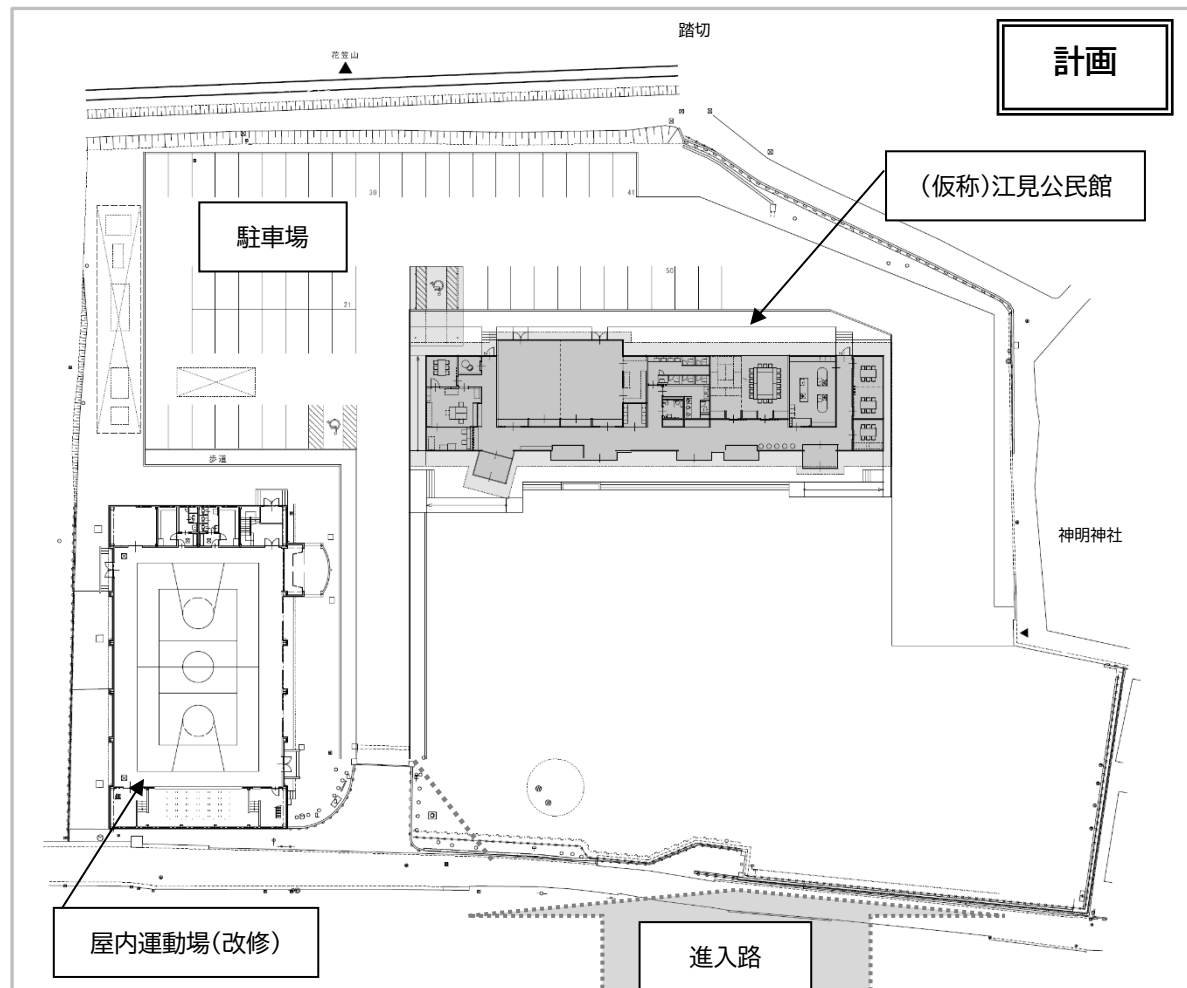 踏切
計画
花笠山
(仮称)江見公民館
38
41
駐車場
50
21
歩道
神明神社
屋内運動場(改修)
進入路